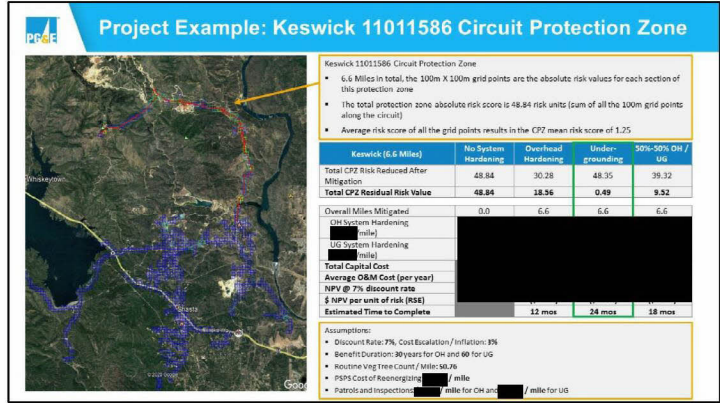 PG&E
Project Example: Keswick 11011586 Circuit Protection Zone
Keswick 11011586 Circuit Protection Zone
▪ 6.6 Miles in total, the 100m X 100m grid points are the absolute risk values for each section of
this protection zone
▪ The total protection zone absolute risk score is 48.84 risk units (sum of all the 100m grid points
along the circuit)
▪ Average risk score of all the grid points results in the CPZ mean risk score of 1.25
Kerwick (6.6 Miles) No System Hardening Overhead Hardening Under-grounding 50%-50% OH / UG
Total CPZ Risk Reduced After Mitigation 48.84 30.28 48.35 39.32
Total CPZ Residual Risk Value 48.84 18.56 0.49 9.52
Overall Miles Mitigated 0.0 6.6 6.6 6.6
OH System Hardening
/mile)
UG System Hardening
/mile)
Total Capital Cost
Average O&M Cost (per year)
NPV @ 7% discount rate
$ NPV per unit of risk (RSE)
Estimated Time to Complete 12 mos 24 mos 18 mos
Assumptions:
▪ Discount Rate: 7%, Cost Escalation / Inflation: 3%
▪ Benefit Duration: 30 years for OH and 60 for UG
▪ Routine Veg Tree Count / Mile: 50.76
▪ PSPS Cost of Reenergizing / mile
▪ Patrols and Inspections: / mile for OH and / mile for UG
Whiskeytown
Shasta
© 2020 Google
Goo